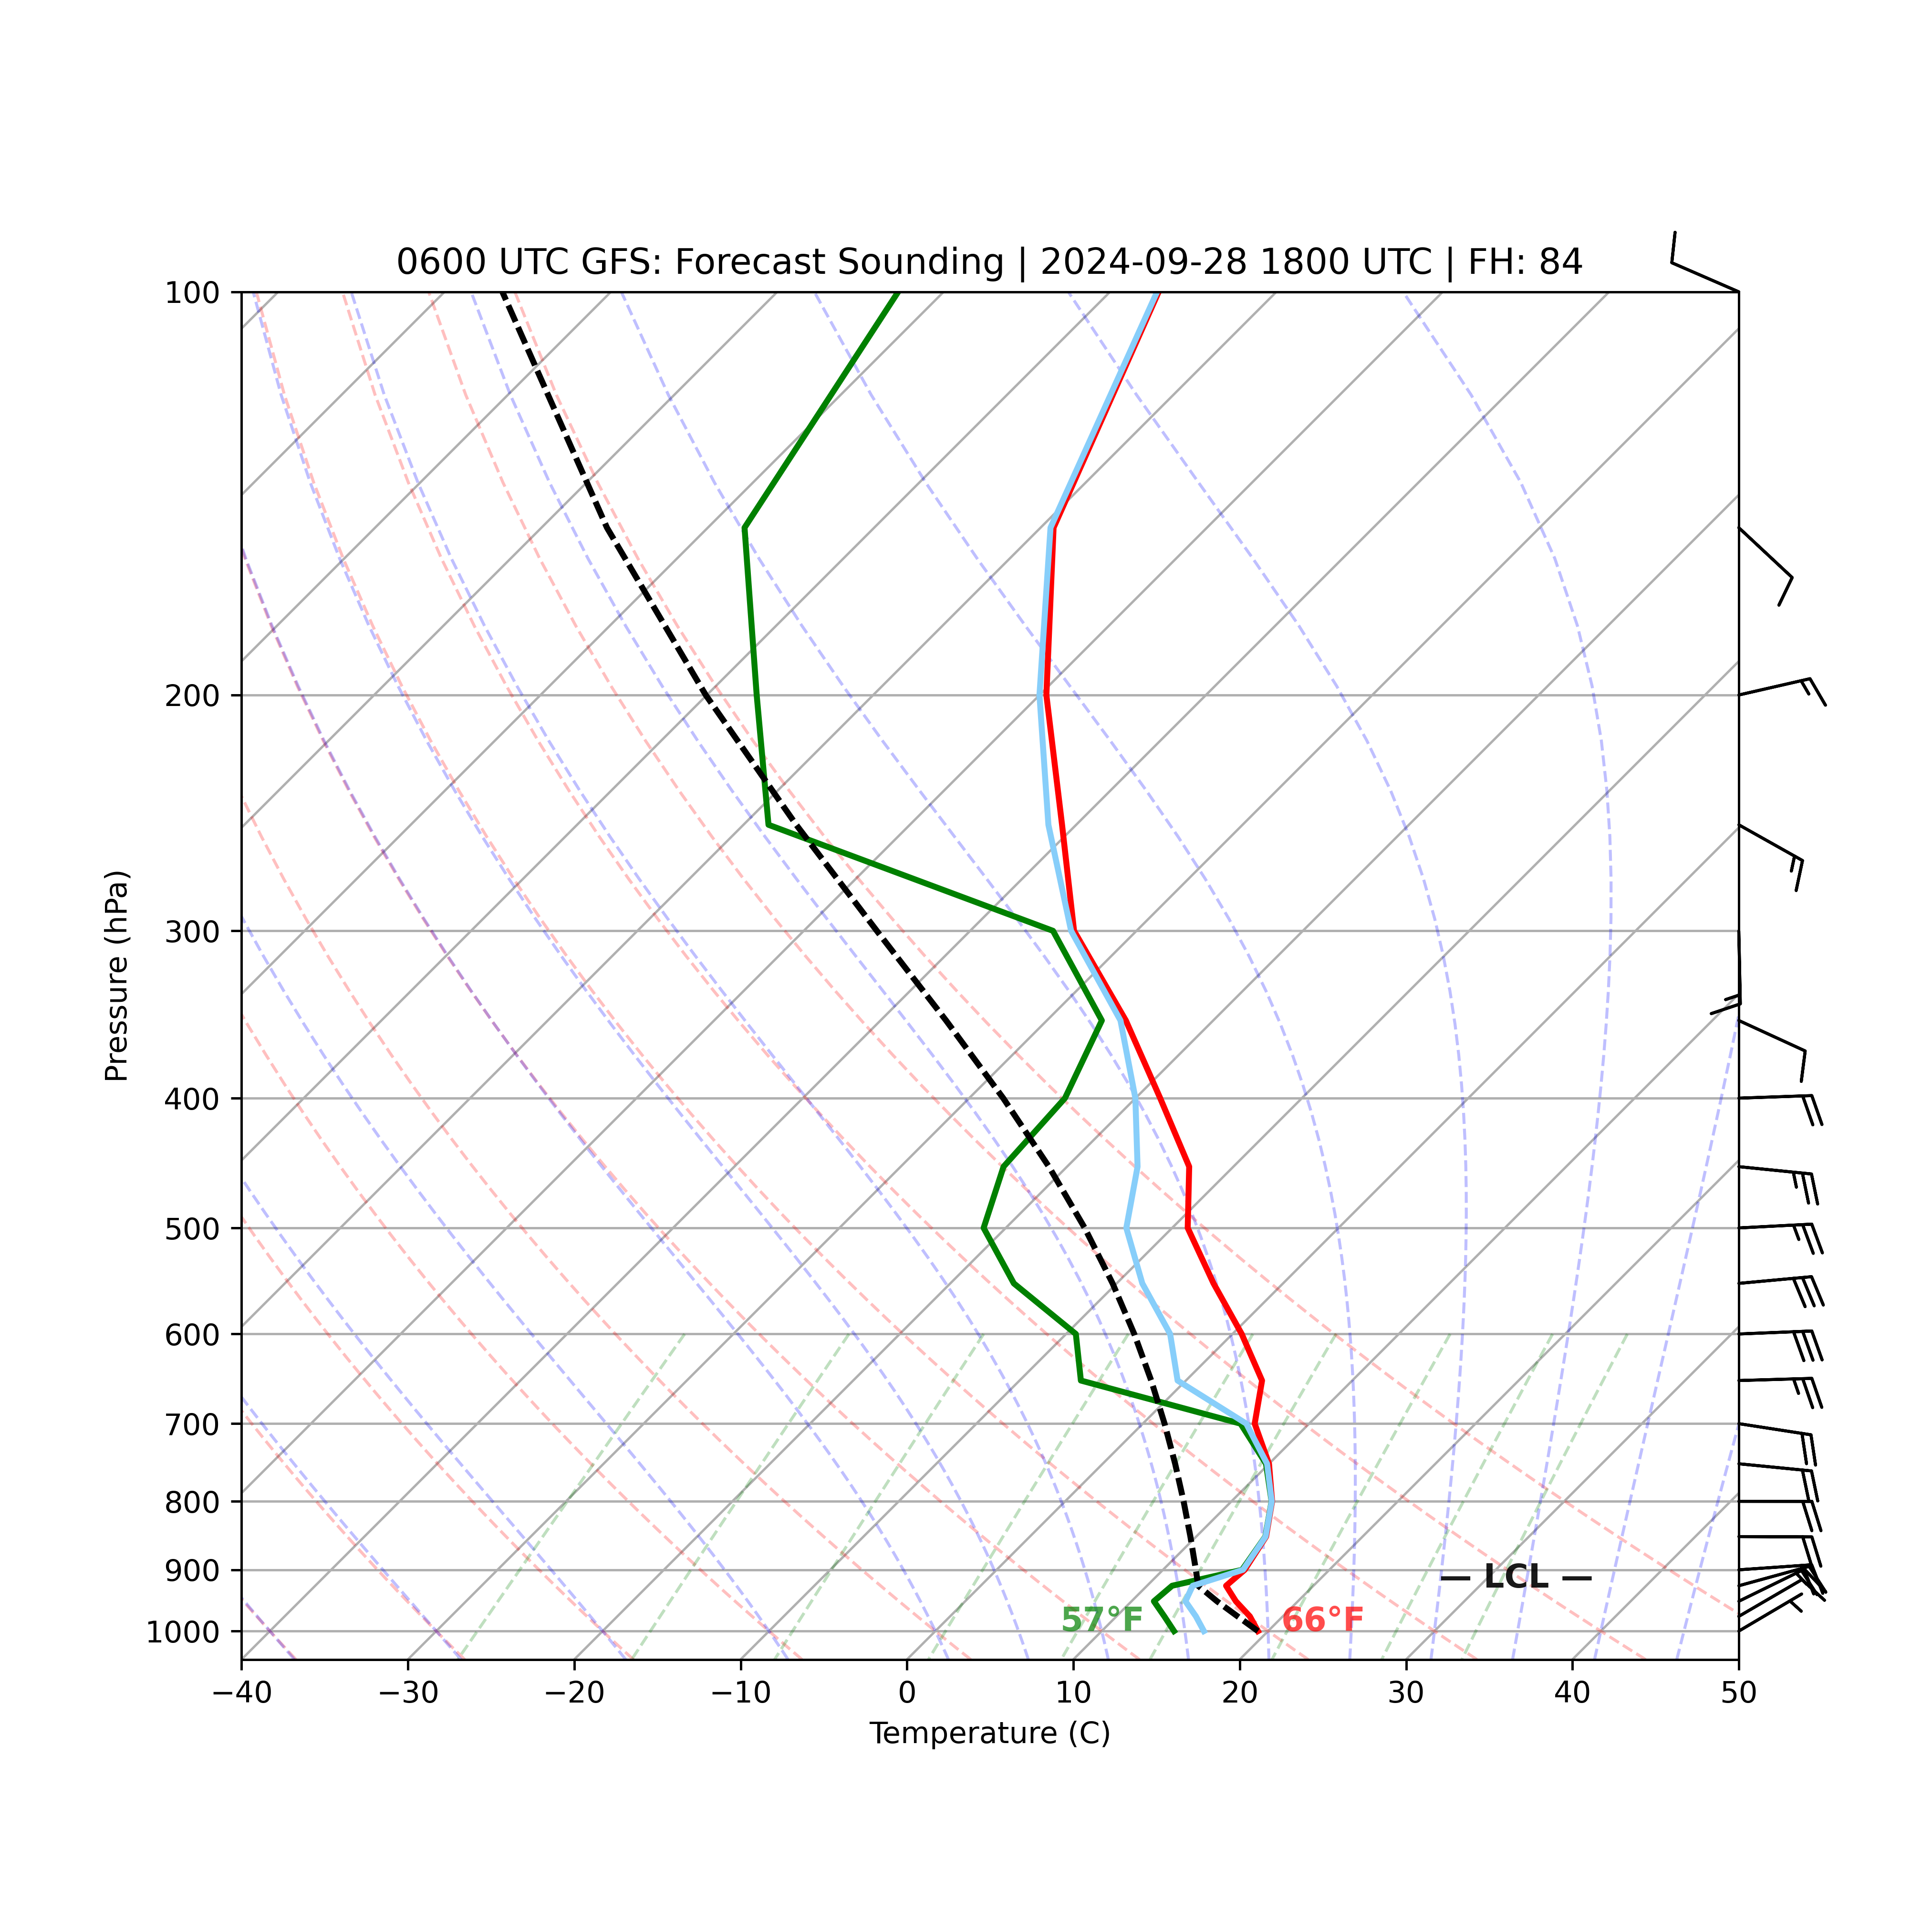 0600 UTC GFS: Forecast Sounding | 2024-09-28 1800 UTC | FH: 84
100
200
300
400
500
600
700
800
900
1000
Pressure (hPa)
— LCL —
57°F 66°F
−40 −30 −20 −10 0 10 20 30 40 50
Temperature (C)